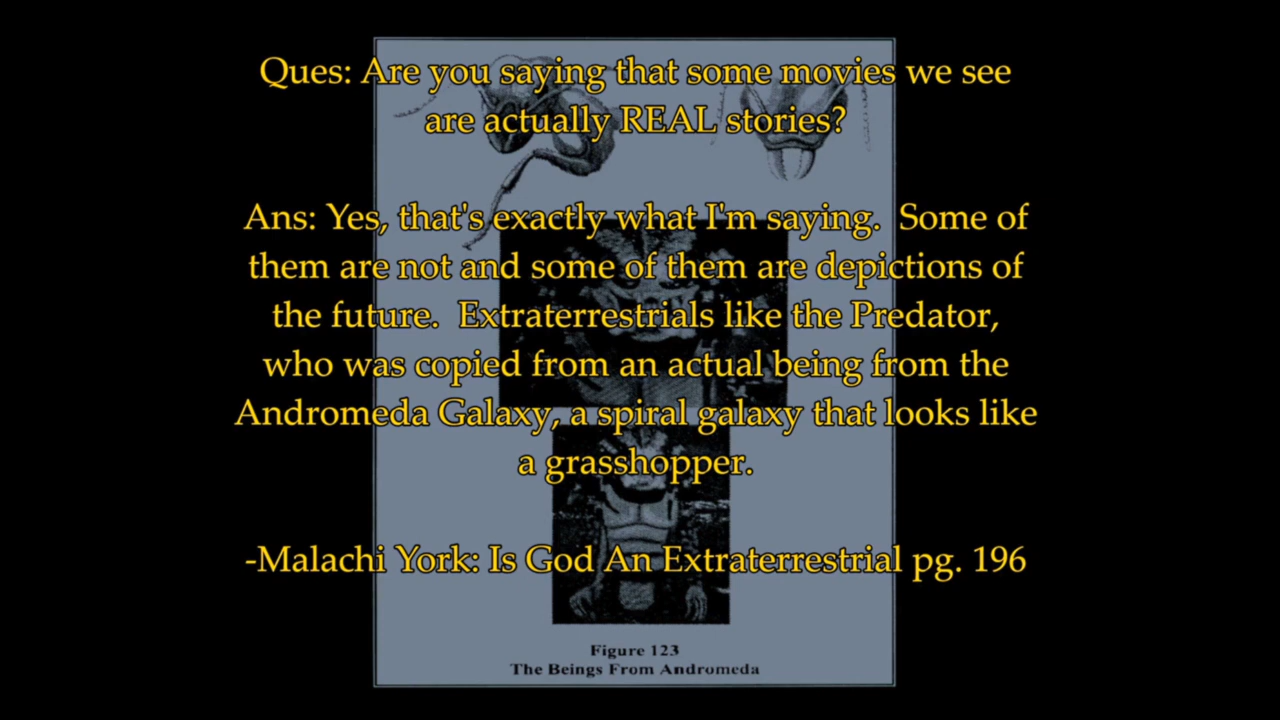 Ques: Are you saying that some movies we see
are actually REAL stories?
Ans: Yes, that's exactly what I'm saying.  Some of
them are not and some of them are depictions of
the future.  Extraterrestrials like the Predator,
who was copied from an actual being from the
Andromeda Galaxy, a spiral galaxy that looks like
a grasshopper.
-Malachi York: Is God An Extraterrestrial pg. 196
Figure 123
The Beings From Andromeda